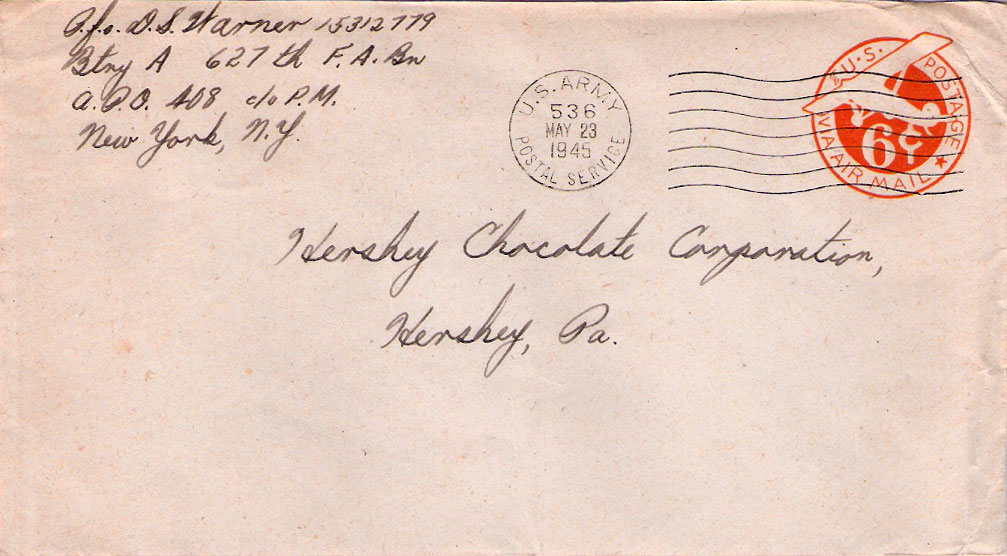 P.f.c. D.S. Warner 15312779
Btry A 627th F.A. Bn
A.P.O. 408 c/o P.M.
New York, N.Y.
U.S. ARMY
536
MAY 23
1945
POSTAL SERVICE
U.S. POSTAGE
6¢
VIA AIR MAIL
Hershey Chocolate Corporation,
Hershey, Pa.